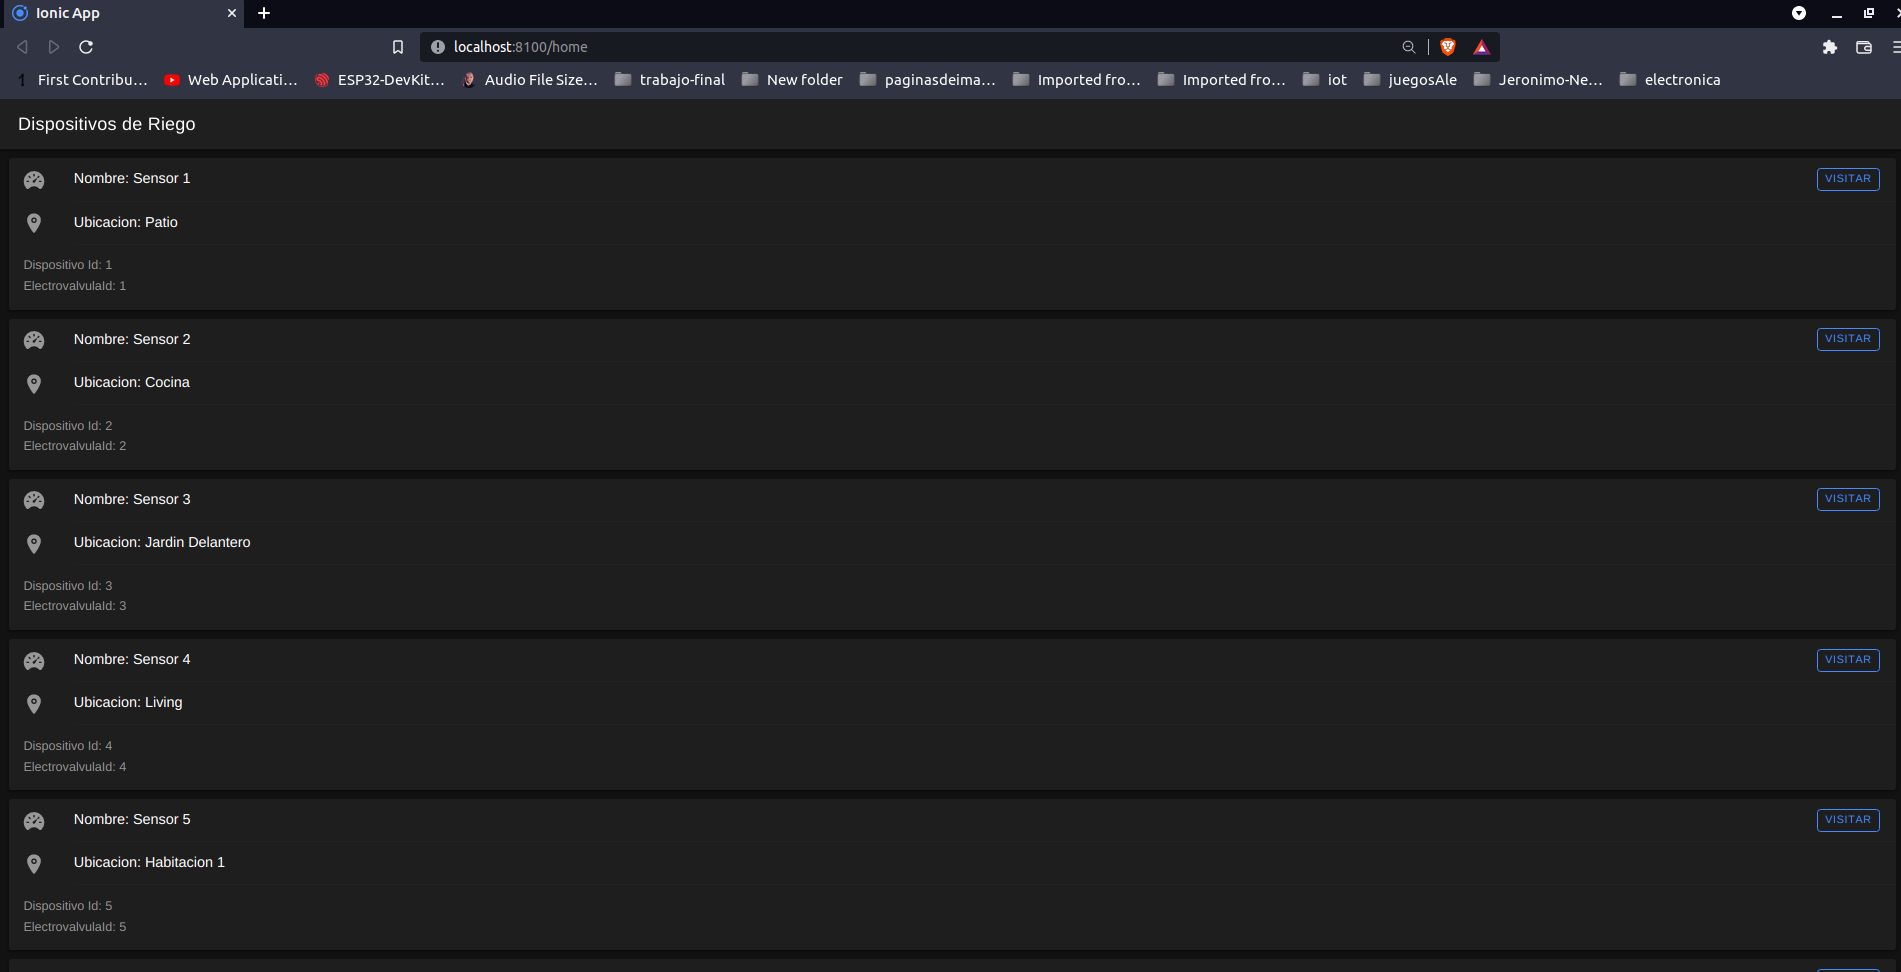 Ionic App
localhost:8100/home
First Contribu... Web Applicati... ESP32-DevKit... Audio File Size... trabajo-final New folder paginasdeima... Imported fro... Imported fro... iot juegosAle Jeronimo-Ne... electronica
Dispositivos de Riego
Nombre: Sensor 1 VISITAR
Ubicacion: Patio
Dispositivo Id: 1
ElectrovalvulaId: 1
Nombre: Sensor 2 VISITAR
Ubicacion: Cocina
Dispositivo Id: 2
ElectrovalvulaId: 2
Nombre: Sensor 3 VISITAR
Ubicacion: Jardin Delantero
Dispositivo Id: 3
ElectrovalvulaId: 3
Nombre: Sensor 4 VISITAR
Ubicacion: Living
Dispositivo Id: 4
ElectrovalvulaId: 4
Nombre: Sensor 5 VISITAR
Ubicacion: Habitacion 1
Dispositivo Id: 5
ElectrovalvulaId: 5